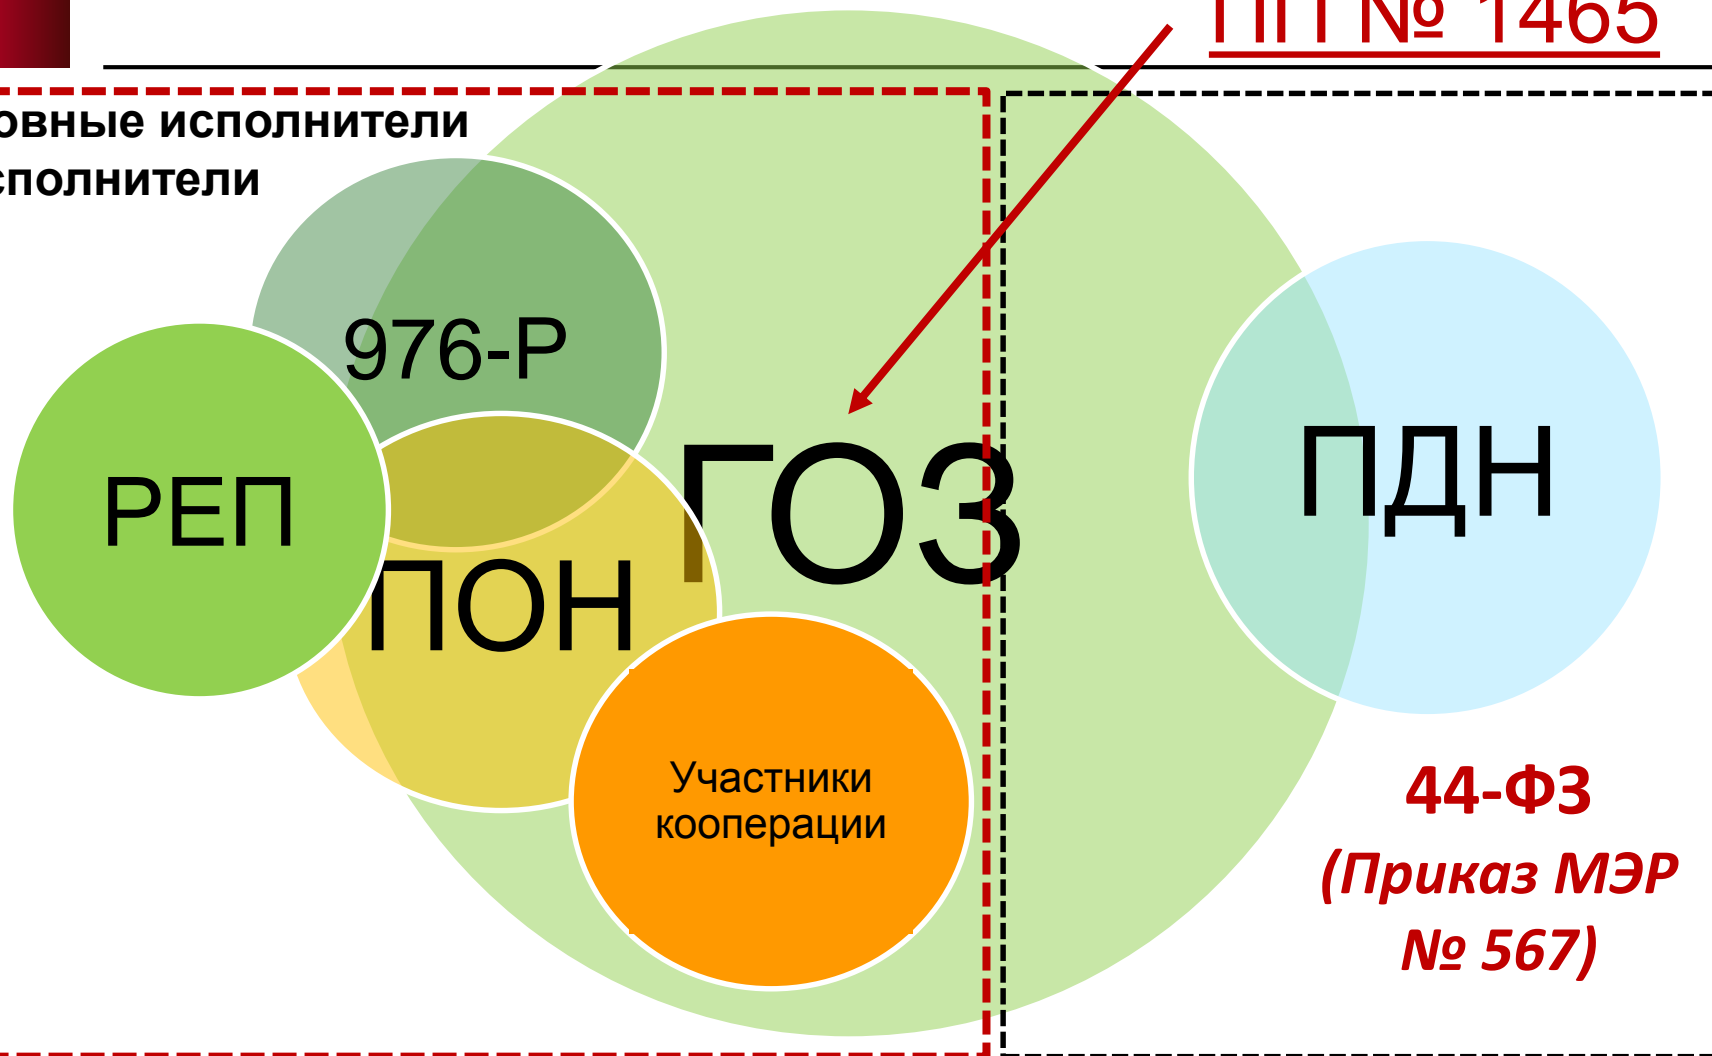 ПП № 1465
овные исполнители
сполнители
976-Р
РЕП
ГОЗ
ПДН
ПОН
Участники
кооперации
44-ФЗ
(Приказ МЭР
№ 567)